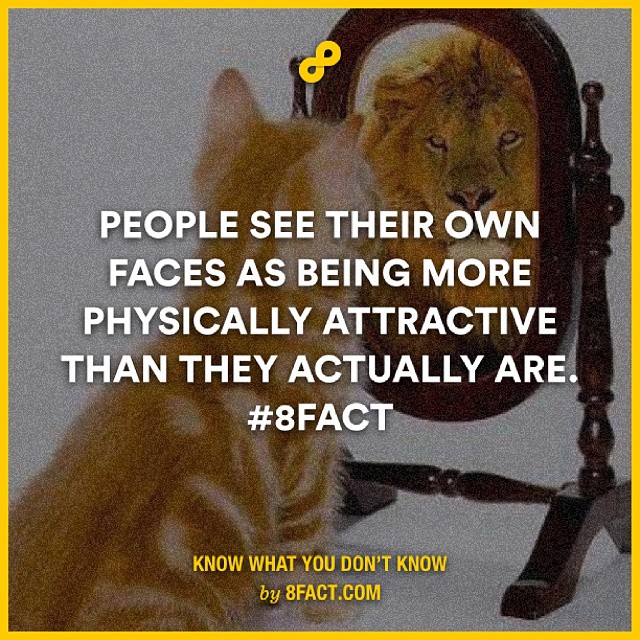 PEOPLE SEE THEIR OWN
FACES AS BEING MORE
PHYSICALLY ATTRACTIVE
THAN THEY ACTUALLY ARE.
#8FACT
KNOW WHAT YOU DON'T KNOW
by 8FACT.COM